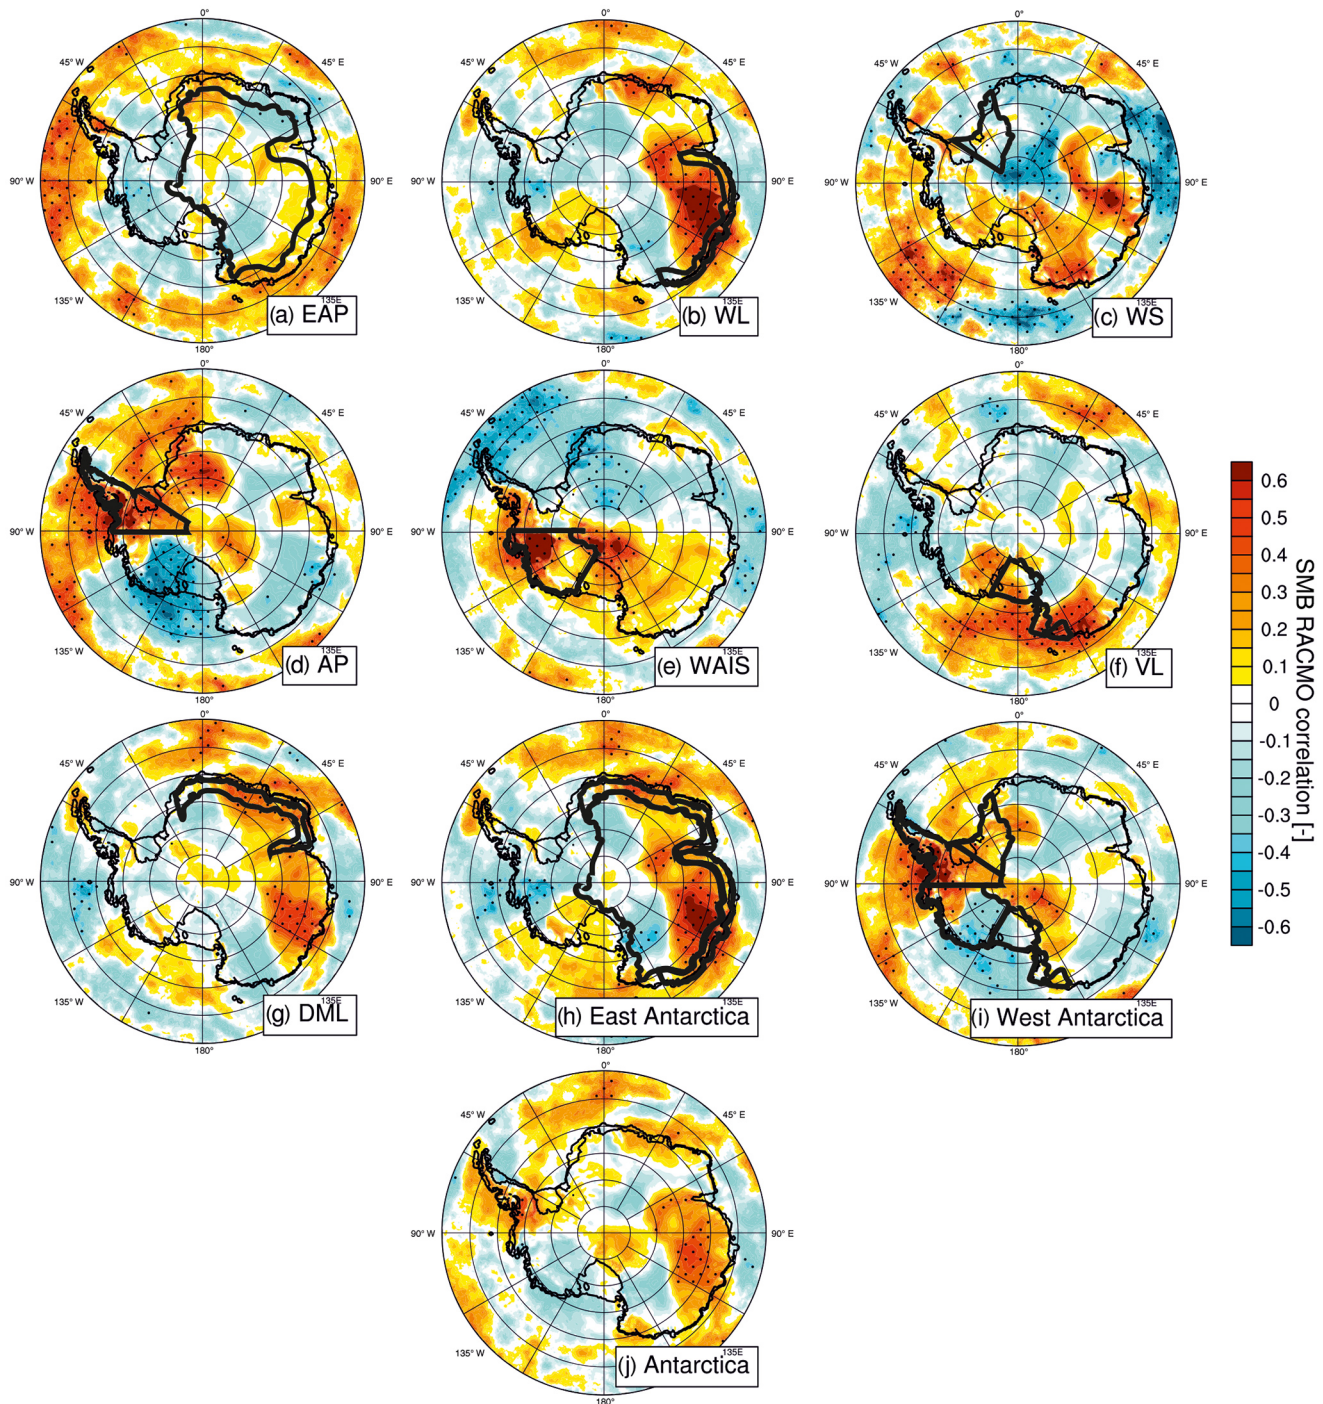 0°
45° W
45° E
90° W
90° E
135° W
135E
180°
(a) EAP
0°
45° W
45° E
90° W
90° E
135° W
135E
180°
(b) WL
0°
45° W
45° E
90° W
90° E
135° W
135E
180°
(c) WS
0°
45° W
45° E
90° W
90° E
135° W
135E
180°
(d) AP
0°
45° W
45° E
90° W
90° E
135° W
135E
180°
(e) WAIS
0°
45° W
45° E
90° W
90° E
135° W
135E
180°
(f) VL
0°
45° W
45° E
90° W
90° E
135° W
135E
180°
(g) DML
0°
45° W
45° E
90° W
90° E
135° W
135E
180°
(h) East Antarctica
0°
45° W
45° E
90° W
90° E
135° W
135E
180°
(i) West Antarctica
0°
45° W
45° E
90° W
90° E
135° W
135E
180°
(j) Antarctica
0.6
0.5
0.4
0.3
0.2
0.1
0
-0.1
-0.2
-0.3
-0.4
-0.5
-0.6
SMB RACMO correlation [-]